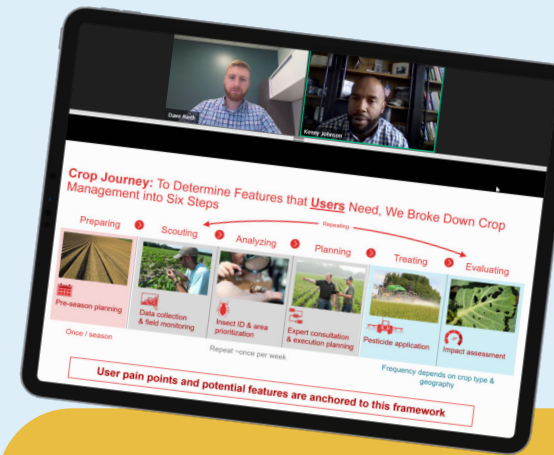 Dave Roth
Kenny Johnson
Crop Journey: To Determine Features that Users Need, We Broke Down Crop
Management into Six Steps
Repeating
Preparing
Scouting
Analyzing
Planning
Treating
Evaluating
Pre-season planning
Data collection
& field monitoring
Insect ID & area
prioritization
Expert consultation
& execution planning
Pesticide application
Impact assessment
Once / season
Repeat ~once per week
Frequency depends on crop type &
geography
User pain points and potential features are anchored to this framework